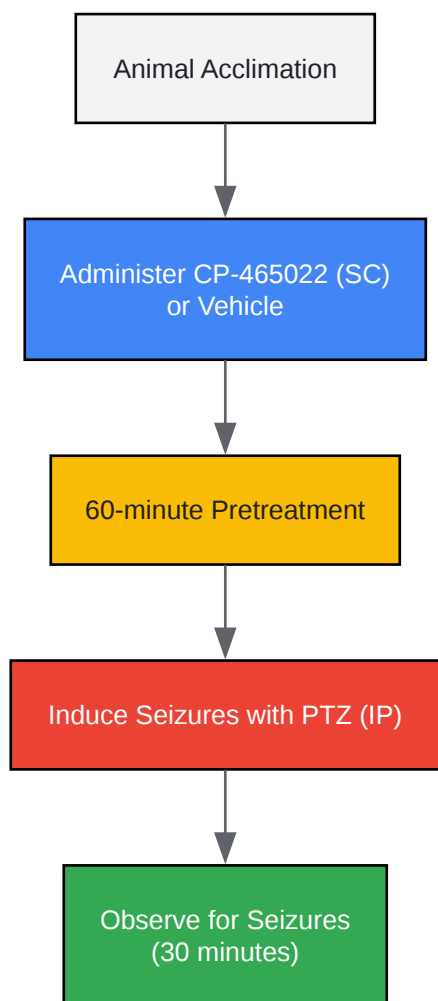 Animal Acclimation
Administer CP-465022 (SC)
or Vehicle
60-minute Pretreatment
Induce Seizures with PTZ (IP)
Observe for Seizures
(30 minutes)